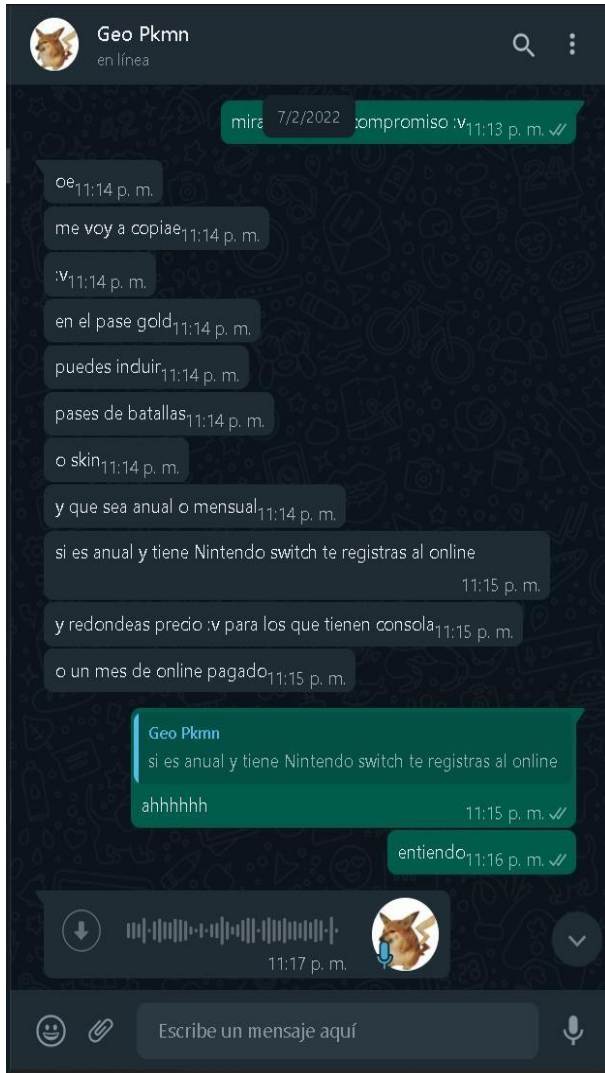 Geo Pkmn
en línea
7/2/2022
mira compromiso :v 11:13 p. m.
oe 11:14 p. m.
me voy a copiae 11:14 p. m.
:v 11:14 p. m.
en el pase gold 11:14 p. m.
puedes induir 11:14 p. m.
pases de batallas 11:14 p. m.
o skin 11:14 p. m.
y que sea anual o mensual 11:14 p. m.
si es anual y tiene Nintendo switch te registras al online
11:15 p. m.
y redondeas precio :v para los que tienen consola 11:15 p. m.
o un mes de online pagado 11:15 p. m.
Geo Pkmn
si es anual y tiene Nintendo switch te registras al online
ahhhhhh 11:15 p. m.
entiendo 11:16 p. m.
11:17 p. m.
Escribe un mensaje aquí